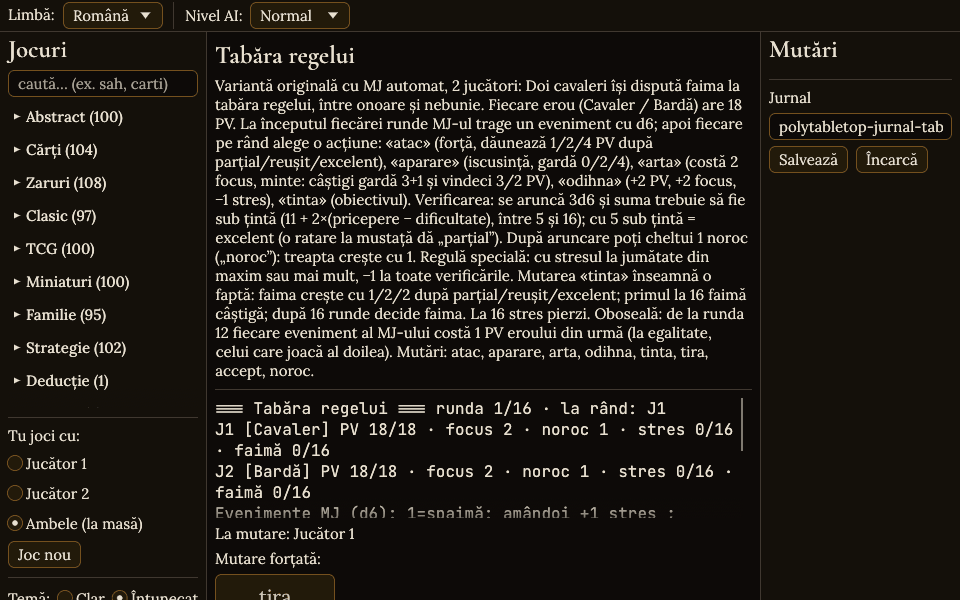 Limbă: Română ▼ Nivel AI: Normal ▼
Jocuri
caută... (ex. sah, carti)
▸ Abstract (100)
▸ Cărți (104)
▸ Zaruri (108)
▸ Clasic (97)
▸ TCG (100)
▸ Miniaturi (100)
▸ Familie (95)
▸ Strategie (102)
▸ Deducție (1)
Tu joci cu:
Jucător 1
Jucător 2
Ambele (la masă)
Joc nou
Temă: Clar Întunecat
Tabăra regelui
Variantă originală cu MJ automat, 2 jucători: Doi cavaleri își dispută faima la
tabăra regelui, între onoare și nebunie. Fiecare erou (Cavaler / Bardă) are 18
PV. La începutul fiecărei runde MJ-ul trage un eveniment cu d6; apoi fiecare
pe rând alege o acțiune: «atac» (forță, dăunează 1/2/4 PV după
parțial/reușit/excelent), «aparare» (iscusință, gardă 0/2/4), «arta» (costă 2
focus, minte: câștigi gardă 3+1 și vindeci 3/2 PV), «odihna» (+2 PV, +2 focus,
−1 stres), «tinta» (obiectivul). Verificarea: se aruncă 3d6 și suma trebuie să fie
sub țintă (11 + 2×(pricepere − dificultate), între 5 și 16); cu 5 sub țintă =
excelent (o ratare la mustață dă „parțial”). După aruncare poți cheltui 1 noroc
(„noroc”): treapta crește cu 1. Regulă specială: cu stresul la jumătate din
maxim sau mai mult, −1 la toate verificările. Mutarea «tinta» înseamnă o
faptă: faima crește cu 1/2/2 după parțial/reușit/excelent; primul la 16 faimă
câștigă; după 16 runde decide faima. La 16 stres pierzi. Oboseală: de la runda
12 fiecare eveniment al MJ-ului costă 1 PV eroului din urmă (la egalitate,
celui care joacă al doilea). Mutări: atac, aparare, arta, odihna, tinta, tira,
accept, noroc.
═══ Tabăra regelui ═══ runda 1/16 · la rând: J1
J1 [Cavaler] PV 18/18 · focus 2 · noroc 1 · stres 0/16
· faimă 0/16
J2 [Bardă] PV 18/18 · focus 2 · noroc 1 · stres 0/16 ·
faimă 0/16
Evenimente MJ (d6): 1=spaimă: amândoi +1 stres ;
La mutare: Jucător 1
Mutare forțată:
tira
Mutări
Jurnal
polytabletop-jurnal-tab
Salvează Încarcă